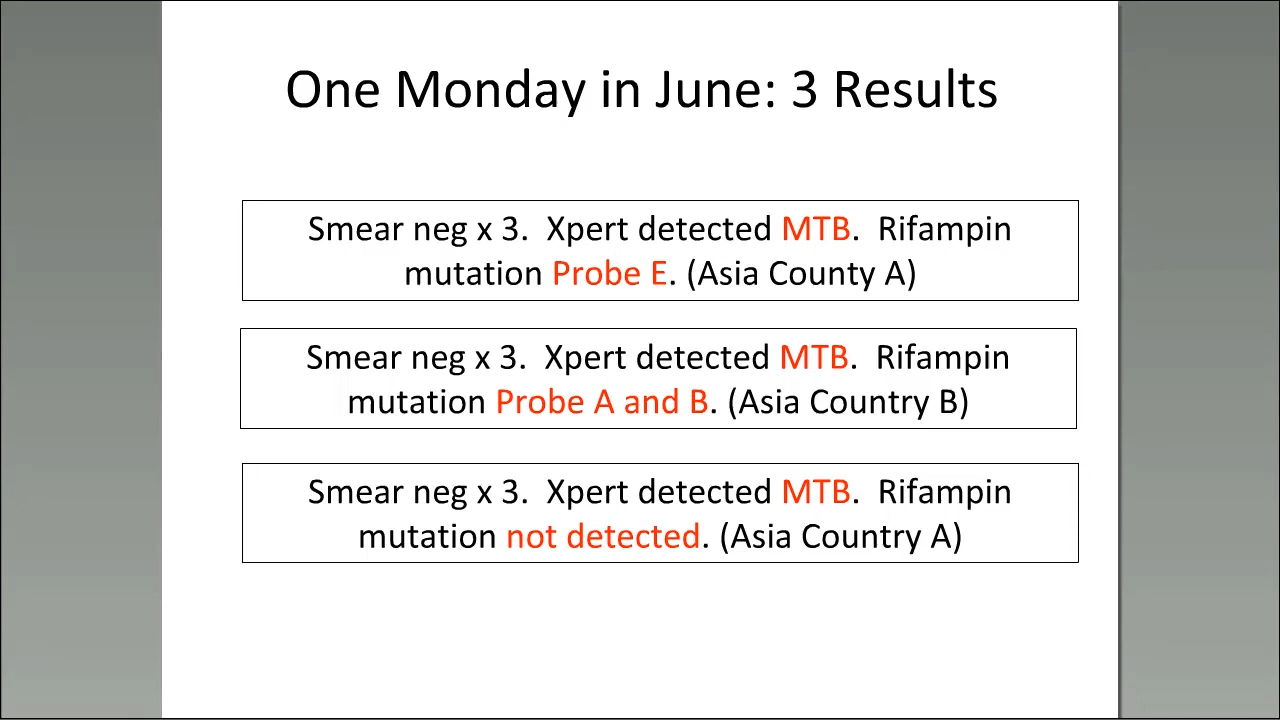 One Monday in June: 3 Results
Smear neg x 3.  Xpert detected MTB.  Rifampin
mutation Probe E. (Asia County A)
Smear neg x 3.  Xpert detected MTB.  Rifampin
mutation Probe A and B. (Asia Country B)
Smear neg x 3.  Xpert detected MTB.  Rifampin
mutation not detected. (Asia Country A)